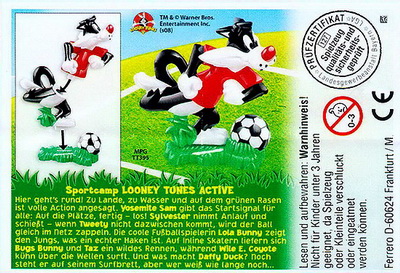 TM & © Warner Bros.
Entertainment Inc.
(s08)
MPG
TT395
Sportcamp LOONEY TUNES ACTIVE
Hier geht's rund! Zu Lande, zu Wasser und auf dem grünen Rasen
ist volle Action angesagt. Yosemite Sam gibt das Startsignal für
alle: Auf die Plätze, fertig – los! Sylvester nimmt Anlauf und
schießt – wenn Tweety nicht dazwischen kommt, wird der Ball
gleich im Netz zappeln. Die coole Fußballspielerin Lola Bunny zeigt
den Jungs, was ein echter Haken ist. Auf Inline Skatern liefern sich
Bugs Bunny und Taz ein wildes Rennen, während Wile E. Coyote
kühn über die Wellen surft. Und was macht Daffy Duck? Noch
steht er auf seinem Surfbrett, aber wer weiß wie lange noch...
PRÜFZERTIFIKAT
LGA
Landesgewerbeanstalt Bayern
Spielzeug
qualitäts- und
sicherheits-
geprüft
0-3
CE
Lesen und aufbewahren. Warnhinweis!
Nicht für Kinder unter 3 Jahren
da Spielzeug
oder Kleinteile verschluckt
oder eingeatmet
werden können.
Ferrero D-60624 Frankfurt / M.